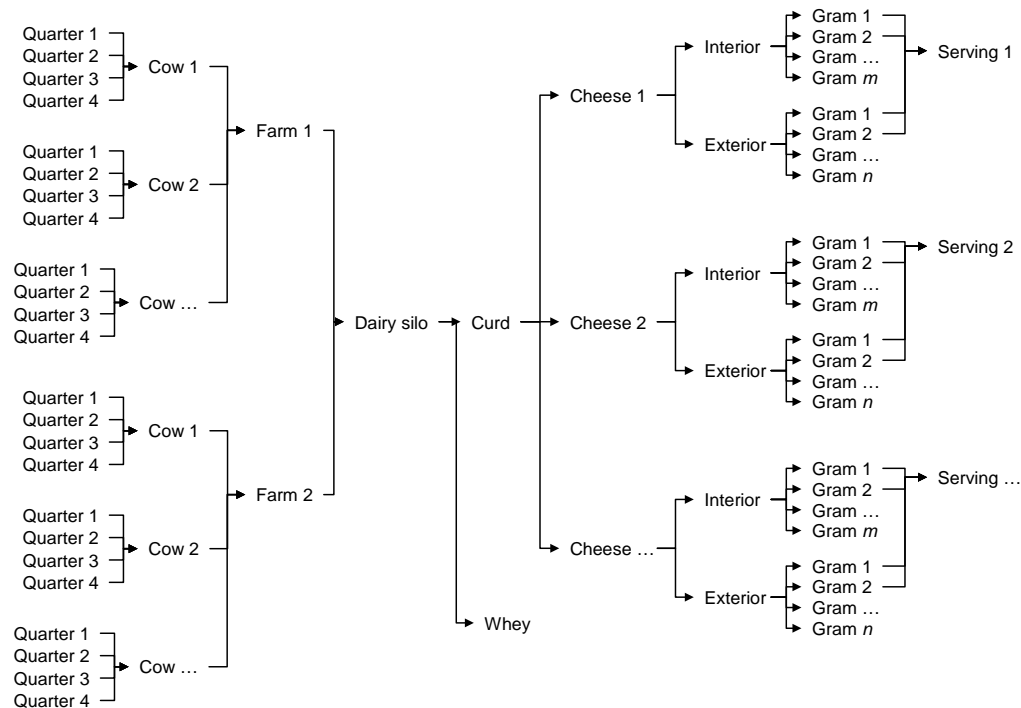 Quarter 1
Quarter 2
Quarter 3
Quarter 4
Cow 1
Quarter 1
Quarter 2
Quarter 3
Quarter 4
Cow 2
Quarter 1
Quarter 2
Quarter 3
Quarter 4
Cow …
Farm 1
Quarter 1
Quarter 2
Quarter 3
Quarter 4
Cow 1
Quarter 1
Quarter 2
Quarter 3
Quarter 4
Cow 2
Quarter 1
Quarter 2
Quarter 3
Quarter 4
Cow …
Farm 2
Dairy silo
Curd
Whey
Cheese 1
Interior
Gram 1
Gram 2
Gram …
Gram m
Exterior
Gram 1
Gram 2
Gram …
Gram n
Serving 1
Cheese 2
Interior
Gram 1
Gram 2
Gram …
Gram m
Exterior
Gram 1
Gram 2
Gram …
Gram n
Serving 2
Cheese …
Interior
Gram 1
Gram 2
Gram …
Gram m
Exterior
Gram 1
Gram 2
Gram …
Gram n
Serving …